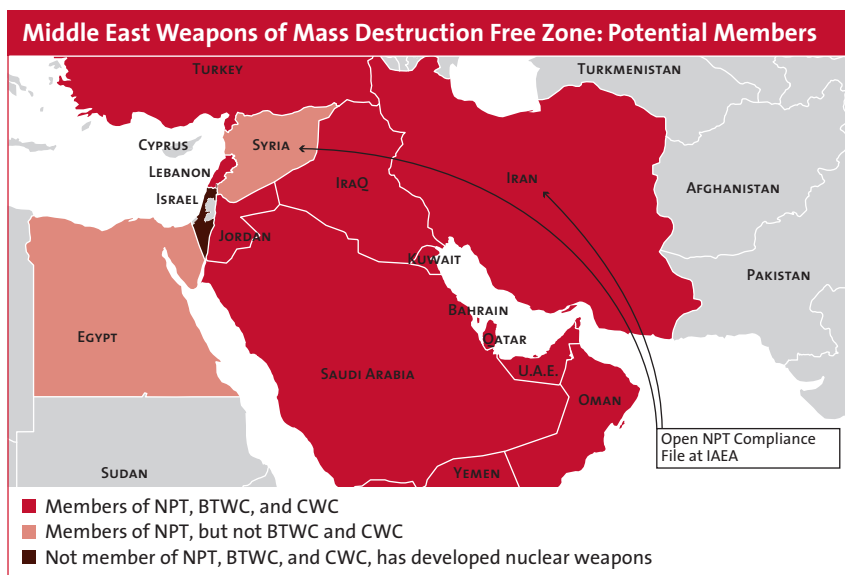 Middle East Weapons of Mass Destruction Free Zone: Potential Members
Turkey
Turkmenistan
Cyprus
Syria
Lebanon
Iran
Israel
IraQ
Afghanistan
Jordan
Kuwait
Pakistan
Bahrain
Qatar
Egypt
Saudi Arabia
U.A.E.
Oman
Open NPT Compliance
File at IAEA
Sudan
Yemen
Members of NPT, BTWC, and CWC
Members of NPT, but not BTWC and CWC
Not member of NPT, BTWC, and CWC, has developed nuclear weapons